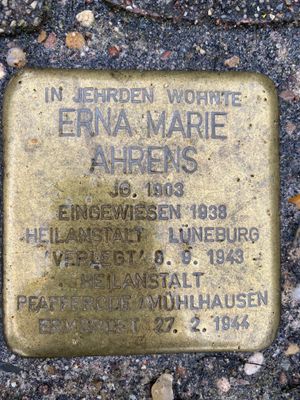 IN JEHRDEN WOHNTE
ERNA MARIE
AHRENS
JG. 1903
EINGEWIESEN 1938
HEILANSTALT LÜNEBURG
'VERLEGT' 8. 9. 1943
HEILANSTALT
PFAFFERODE / MÜHLHAUSEN
ERMORDET 27. 2. 1944